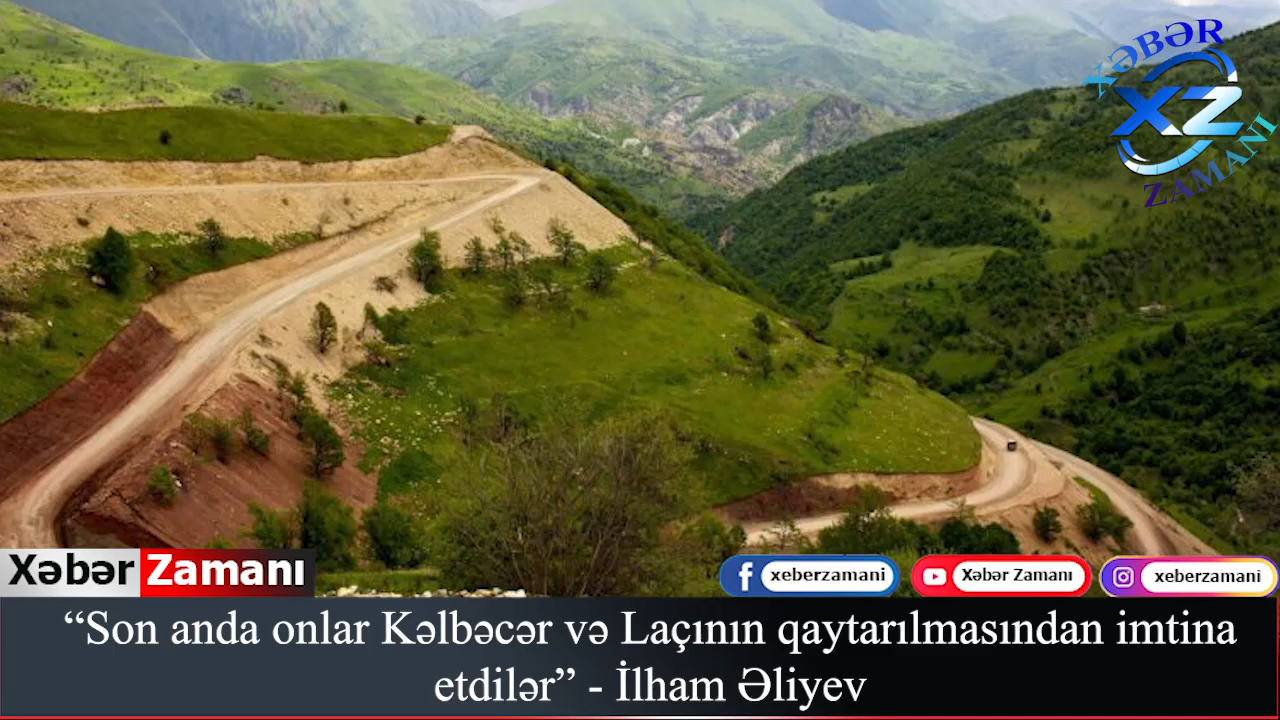 XƏBƏR
XZ
ZAMANI
Xəbər Zamanı
xeberzamani
Xəbər Zamanı
xeberzamani
“Son anda onlar Kəlbəcər və Laçının qaytarılmasından imtina
etdilər” - İlham Əliyev